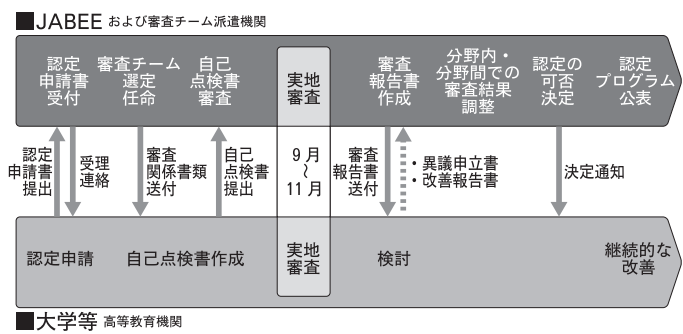 ■JABEE および審査チーム派遣機関
認定
申請書
受付
審査チーム
選定
任命
自己
点検書
審査
実地
審査
審査
報告書
作成
分野内・
分野間での
審査結果
調整
認定の
可否
決定
認定
プログラム
公表
認定
申請書
提出
受理
連絡
審査
関係書類
送付
自己
点検書
提出
9月
〜
11月
審査
報告書
送付
・異議申立書
・改善報告書
決定通知
認定申請
自己点検書作成
実地
審査
検討
継続的な
改善
■大学等 高等教育機関